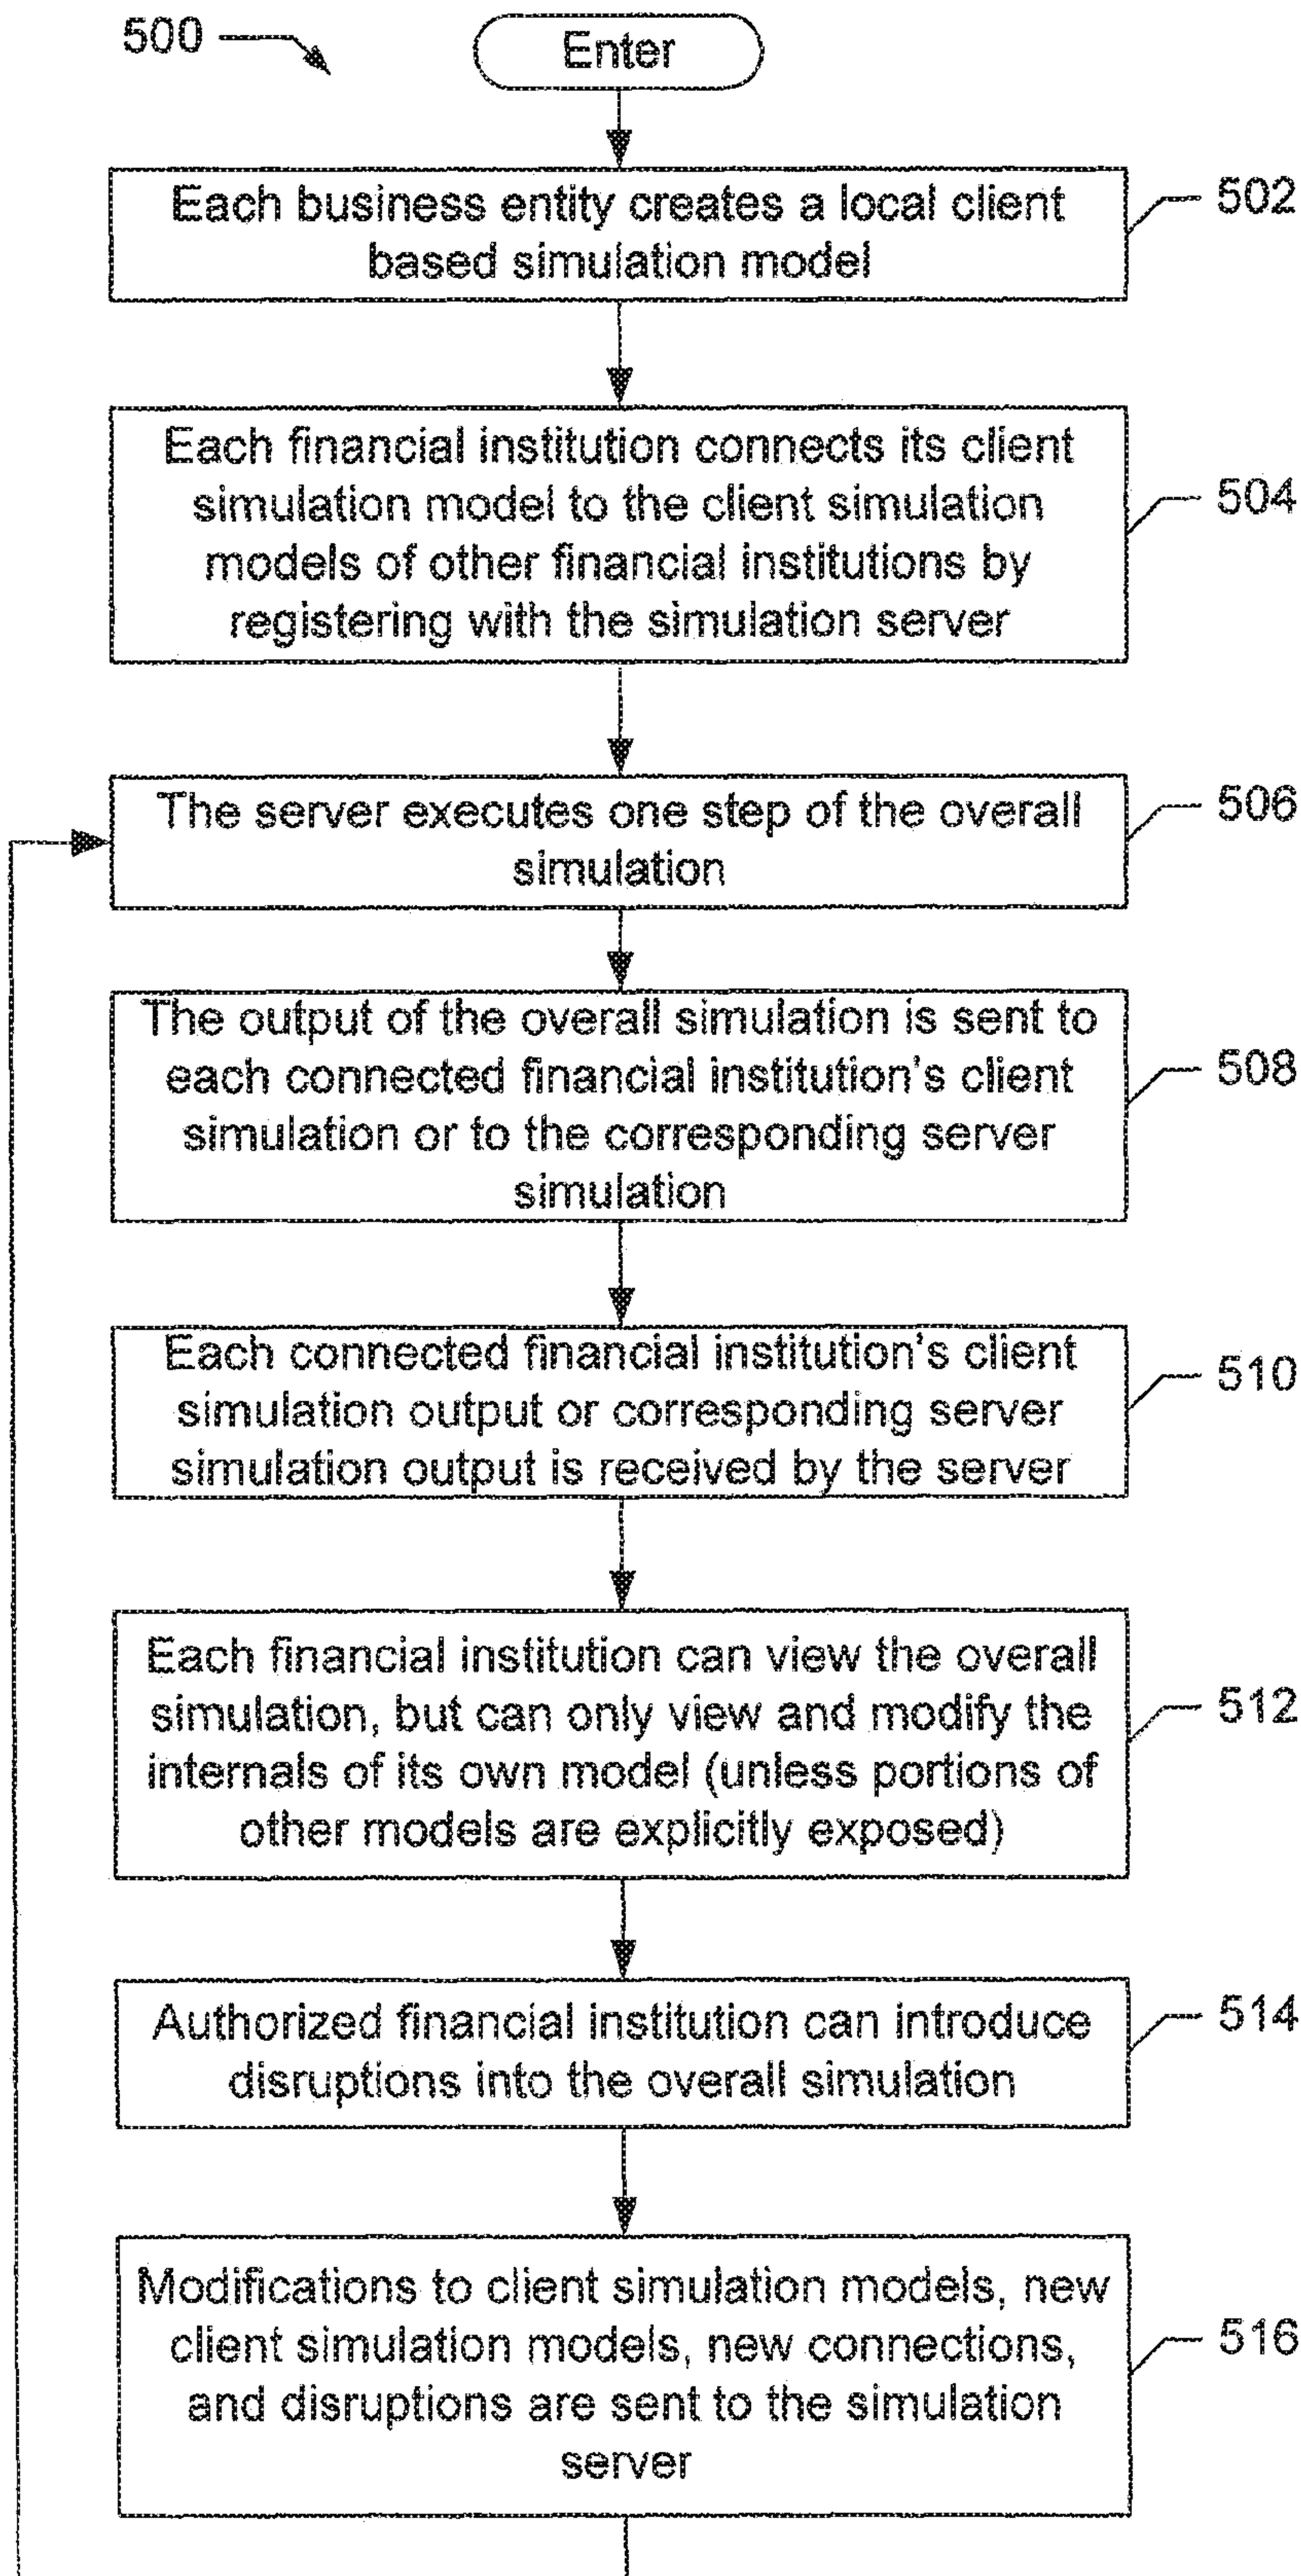 500
Enter
Each business entity creates a local client
based simulation model
502
Each financial institution connects its client
simulation model to the client simulation
models of other financial institutions by
registering with the simulation server
504
The server executes one step of the overall
simulation
506
The output of the overall simulation is sent to
each connected financial institution's client
simulation or to the corresponding server
simulation
508
Each connected financial institution's client
simulation output or corresponding server
simulation output is received by the server
510
Each financial institution can view the overall
simulation, but can only view and modify the
internals of its own model (unless portions of
other models are explicitly exposed)
512
Authorized financial institution can introduce
disruptions into the overall simulation
514
Modifications to client simulation models, new
client simulation models, new connections,
and disruptions are sent to the simulation
server
516